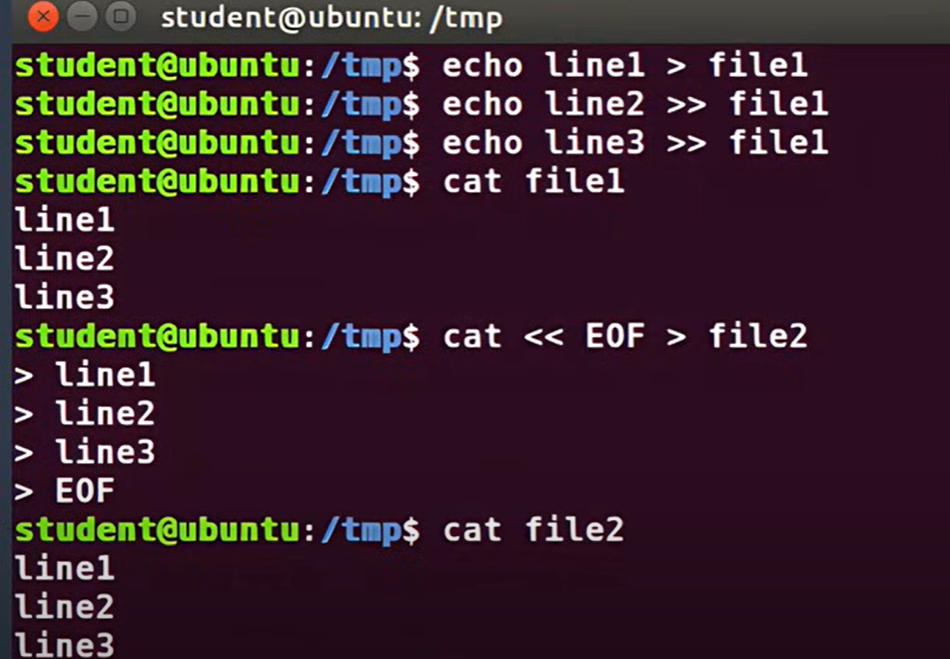 student@ubuntu: /tmp
student@ubuntu:/tmp$ echo line1 > file1
student@ubuntu:/tmp$ echo line2 >> file1
student@ubuntu:/tmp$ echo line3 >> file1
student@ubuntu:/tmp$ cat file1
line1
line2
line3
student@ubuntu:/tmp$ cat << EOF > file2
> line1
> line2
> line3
> EOF
student@ubuntu:/tmp$ cat file2
line1
line2
line3